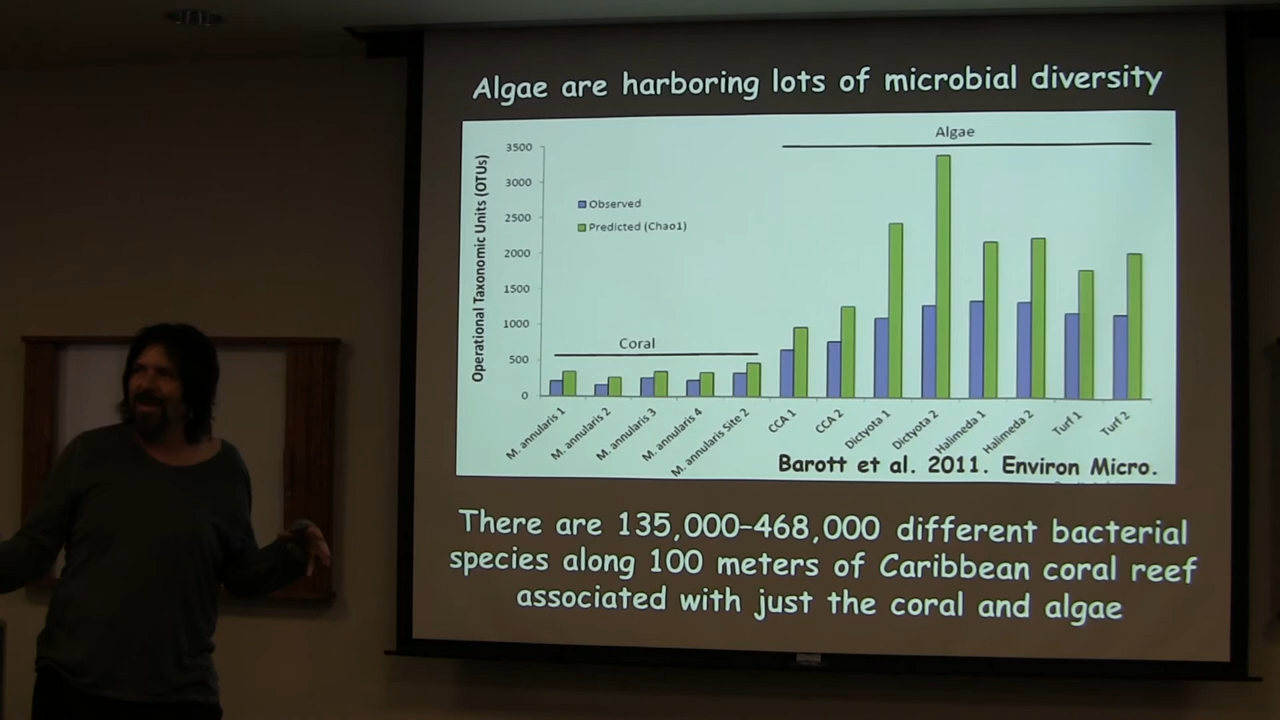 Algae are harboring lots of microbial diversity
Algae
Operational Taxonomic Units (OTUs)
3500
3000
2500
2000
1500
1000
500
0
Observed
Predicted (Chao1)
Coral
M. annularis 1
M. annularis 2
M. annularis 3
M. annularis 4
M. annularis Site 2
CCA 1
CCA 2
Dictyota 1
Dictyota 2
Halimeda 1
Halimeda 2
Turf 1
Turf 2
Barott et al. 2011. Environ Micro.
There are 135,000–468,000 different bacterial
species along 100 meters of Caribbean coral reef
associated with just the coral and algae